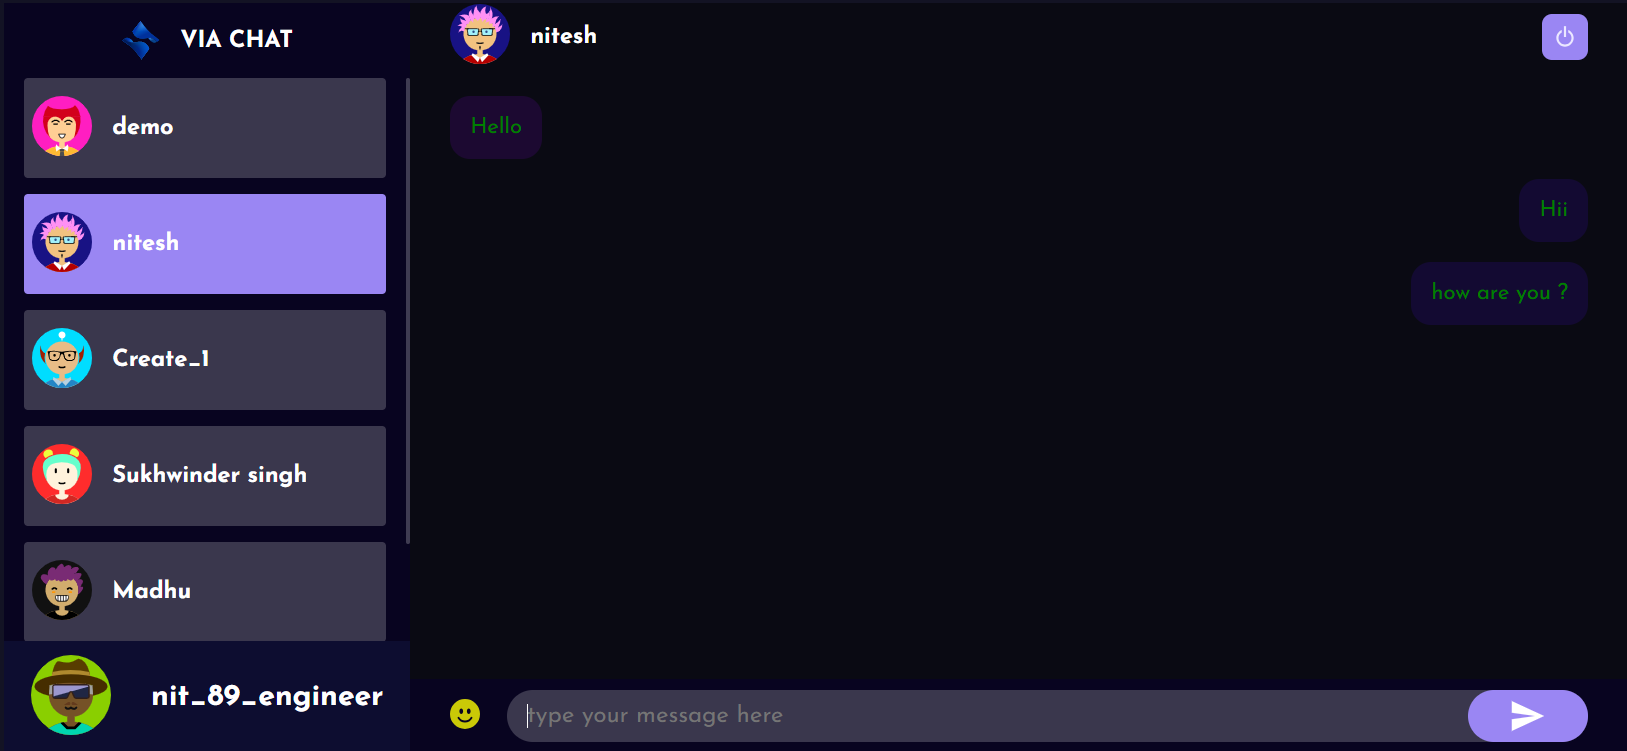 VIA CHAT
demo
nitesh
Create_1
Sukhwinder singh
Madhu
nit_89_engineer
nitesh
Hello
Hii
how are you ?
type your message here